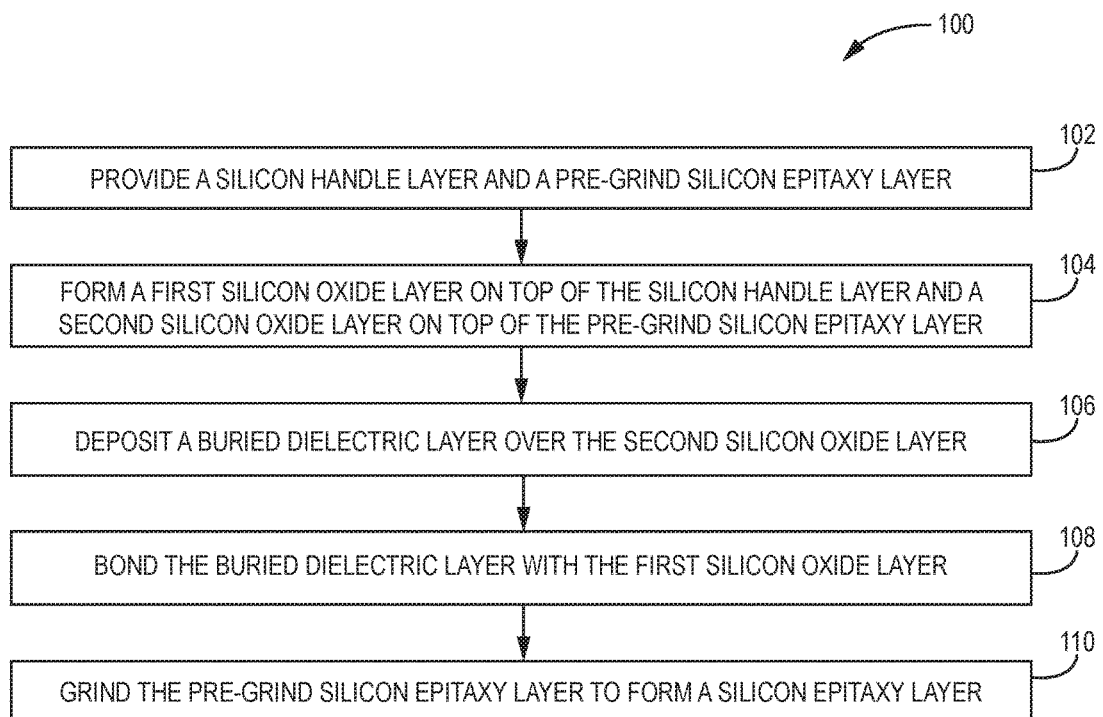 100
102
PROVIDE A SILICON HANDLE LAYER AND A PRE-GRIND SILICON EPITAXY LAYER
104
FORM A FIRST SILICON OXIDE LAYER ON TOP OF THE SILICON HANDLE LAYER AND A
SECOND SILICON OXIDE LAYER ON TOP OF THE PRE-GRIND SILICON EPITAXY LAYER
106
DEPOSIT A BURIED DIELECTRIC LAYER OVER THE SECOND SILICON OXIDE LAYER
108
BOND THE BURIED DIELECTRIC LAYER WITH THE FIRST SILICON OXIDE LAYER
110
GRIND THE PRE-GRIND SILICON EPITAXY LAYER TO FORM A SILICON EPITAXY LAYER